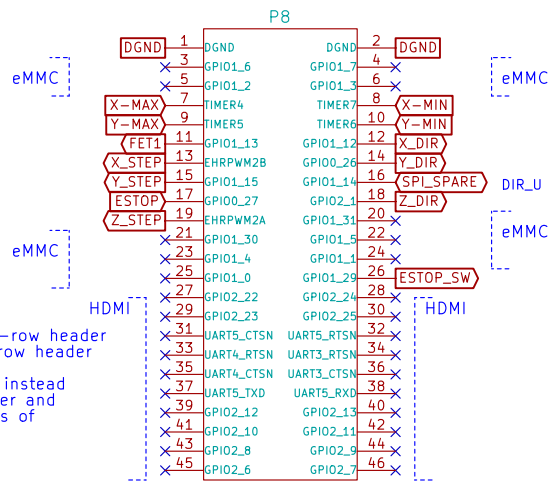 P8
DGND 1 DGND DGND 2 DGND
3 GPIO1_6 GPIO1_7 4
eMMC eMMC
5 GPIO1_2 GPIO1_3 6
X-MAX 7 TIMER4 TIMER7 8 X-MIN
Y-MAX 9 TIMER5 TIMER6 10 Y-MIN
FET1 11 GPIO1_13 GPIO1_12 12 X_DIR
X_STEP 13 EHRPWM2B GPIO0_26 14 Y_DIR
Y_STEP 15 GPIO1_15 GPIO1_14 16 SPI_SPARE DIR_U
ESTOP 17 GPIO0_27 GPIO2_1 18 Z_DIR
Z_STEP 19 EHRPWM2A GPIO1_31 20
eMMC
21 GPIO1_30 GPIO1_5 22
eMMC
23 GPIO1_4 GPIO1_1 24
25 GPIO1_0 GPIO1_29 26 ESTOP_SW
27 GPIO2_22 GPIO2_24 28
HDMI HDMI
29 GPIO2_23 GPIO2_25 30
-row header 31 UART5_CTSN UART5_RTSN 32
row header 33 UART4_RTSN UART3_RTSN 34
35 UART4_CTSN UART3_CTSN 36
instead
er and 37 UART5_TXD UART5_RXD 38
s of 39 GPIO2_12 GPIO2_13 40
41 GPIO2_10 GPIO2_11 42
43 GPIO2_8 GPIO2_9 44
45 GPIO2_6 GPIO2_7 46